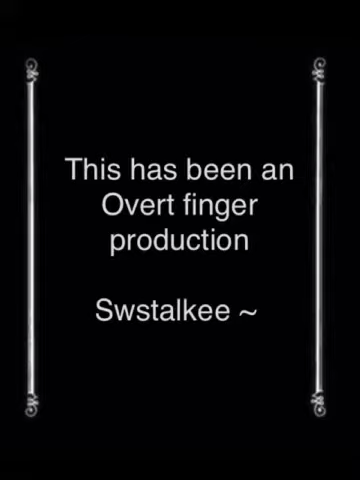 This has been an
Overt finger
production
Swstalkee ~